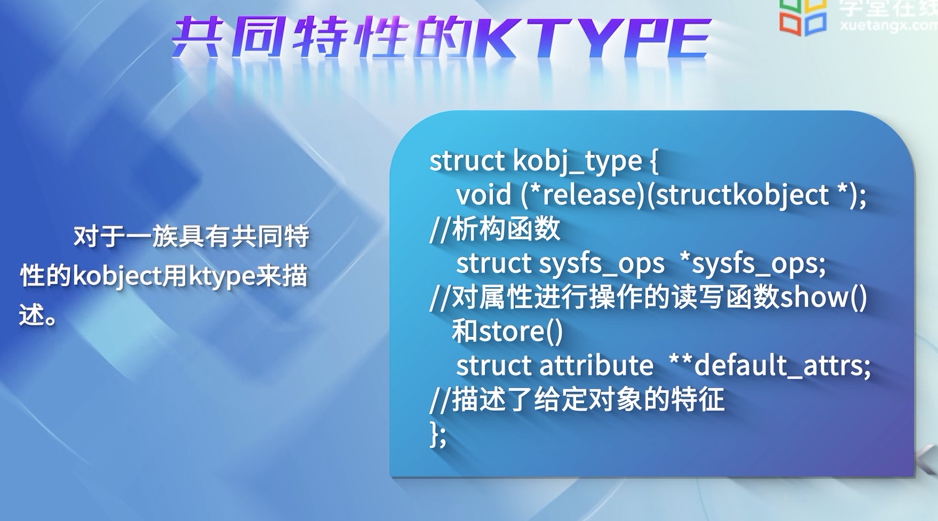 共同特性的KTYPE
学堂在线
xuetangx.com
对于一族具有共同特
性的kobject用ktype来描
述。
struct kobj_type {
void (*release)(structkobject *);
//析构函数
struct sysfs_ops *sysfs_ops;
//对属性进行操作的读写函数show()
和store()
struct attribute **default_attrs;
//描述了给定对象的特征
};